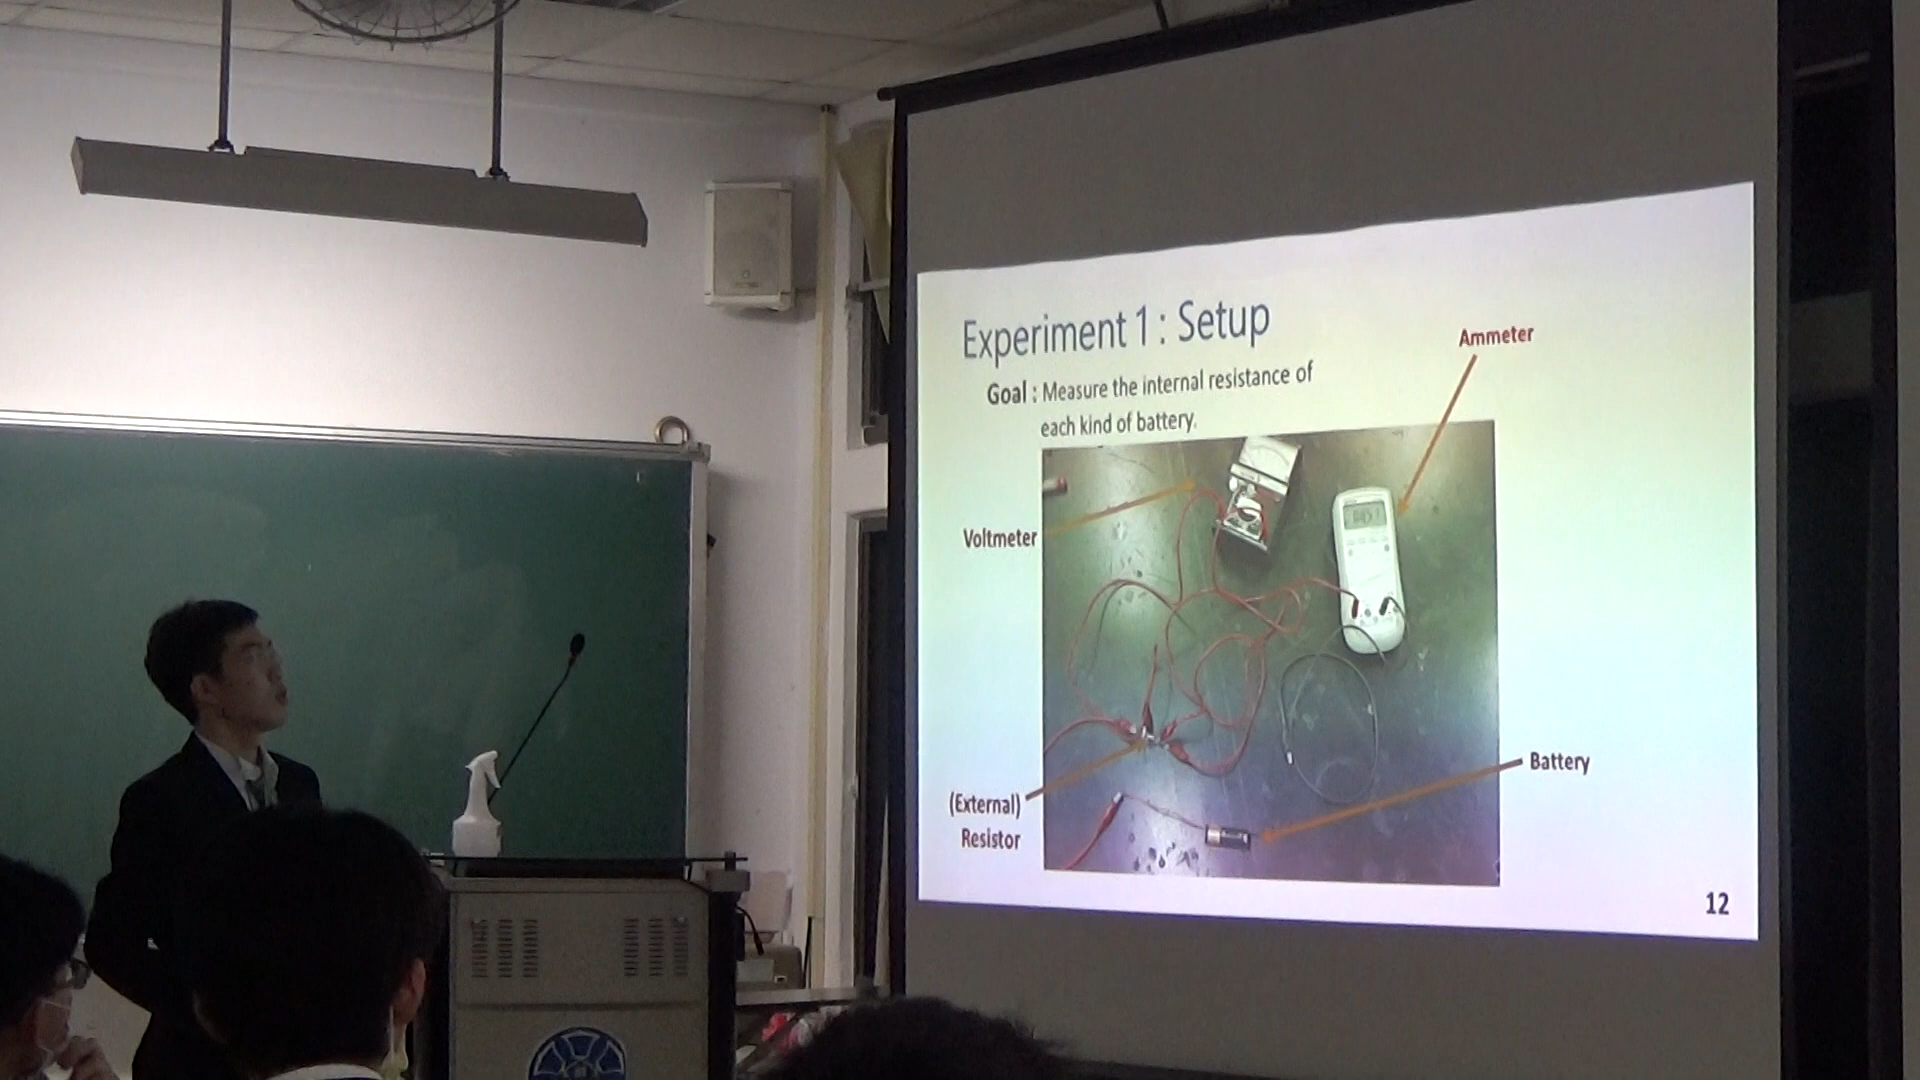 Experiment 1 : Setup
Goal : Measure the internal resistance of
each kind of battery.
Ammeter
Voltmeter
Battery
(External)
Resistor
12